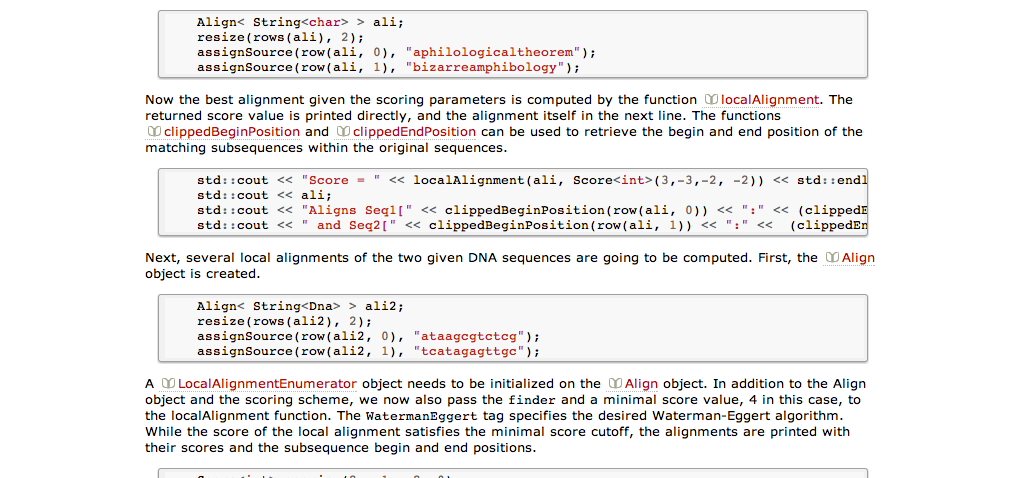 Align< String<char> > ali;
resize(rows(ali), 2);
assignSource(row(ali, 0), "aphilologicaltheorem");
assignSource(row(ali, 1), "bizarreamphibology");
Now the best alignment given the scoring parameters is computed by the function localAlignment. The
returned score value is printed directly, and the alignment itself in the next line. The functions
clippedBeginPosition and clippedEndPosition can be used to retrieve the begin and end position of the
matching subsequences within the original sequences.
std::cout << "Score = " << localAlignment(ali, Score<int>(3,-3,-2, -2)) << std::endl
std::cout << ali;
std::cout << "Aligns Seq1[" << clippedBeginPosition(row(ali, 0)) << ":" << (clippedE
std::cout << " and Seq2[" << clippedBeginPosition(row(ali, 1)) << ":" << (clippedEn
Next, several local alignments of the two given DNA sequences are going to be computed. First, the Align
object is created.
Align< String<Dna> > ali2;
resize(rows(ali2), 2);
assignSource(row(ali2, 0), "ataagcgtctcg");
assignSource(row(ali2, 1), "tcatagagttgc");
A LocalAlignmentEnumerator object needs to be initialized on the Align object. In addition to the Align
object and the scoring scheme, we now also pass the finder and a minimal score value, 4 in this case, to
the localAlignment function. The WatermanEggert tag specifies the desired Waterman-Eggert algorithm.
While the score of the local alignment satisfies the minimal score cutoff, the alignments are printed with
their scores and the subsequence begin and end positions.